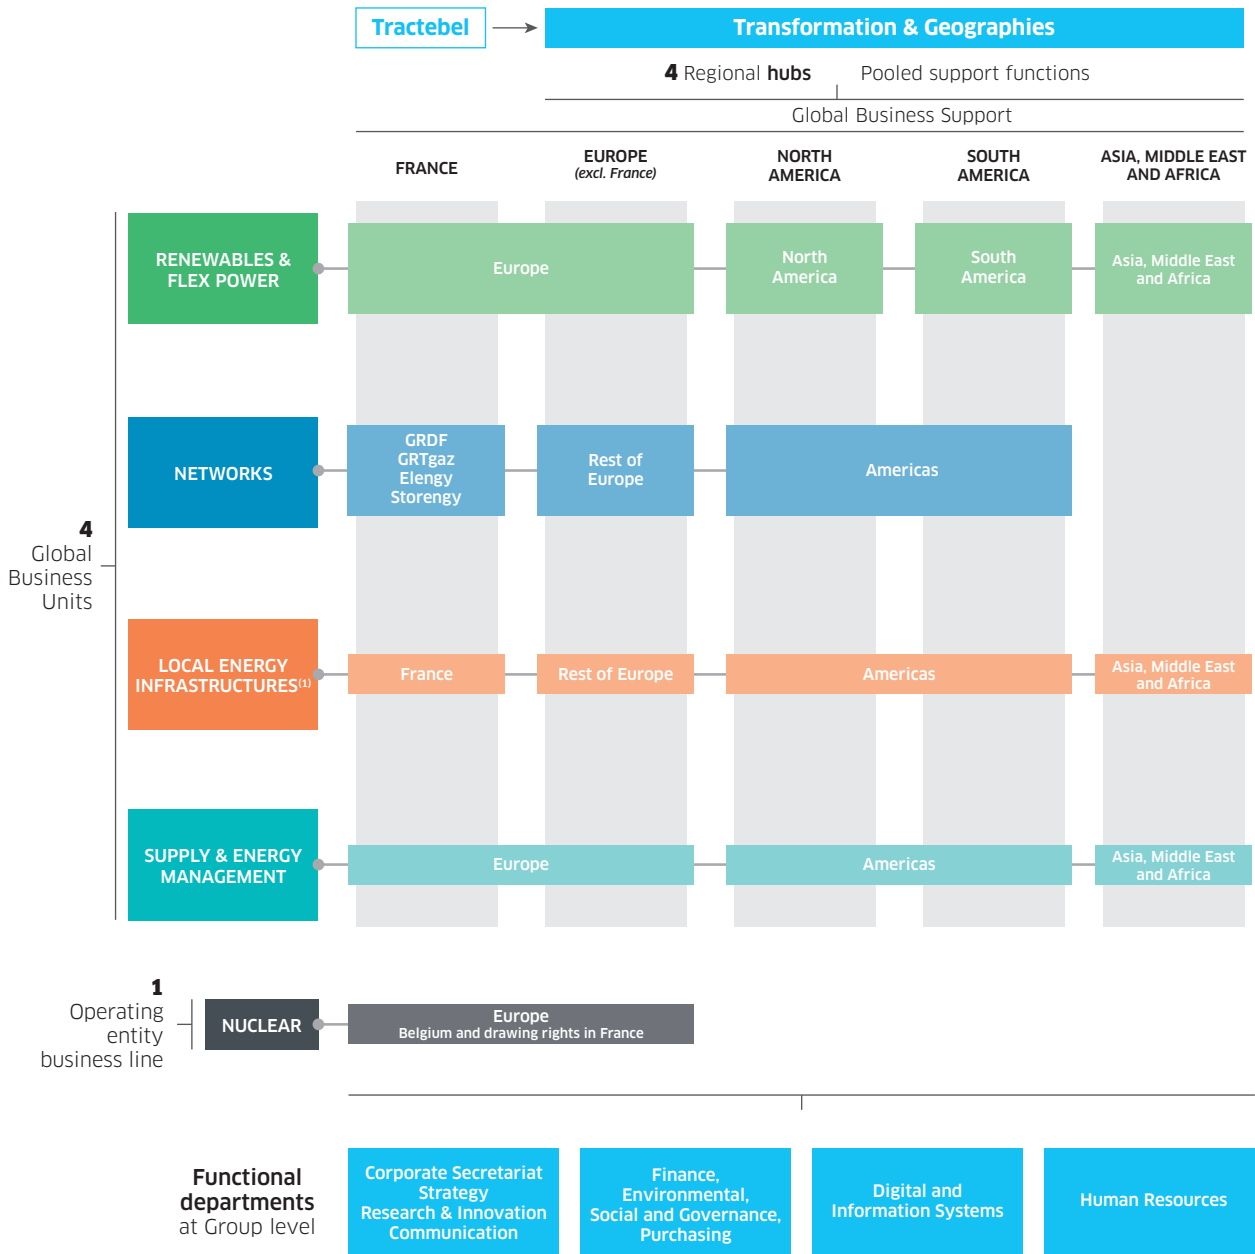 Tractebel
Transformation & Geographies
4 Regional hubs
Pooled support functions
Global Business Support
FRANCE
EUROPE
(excl. France)
NORTH
AMERICA
SOUTH
AMERICA
ASIA, MIDDLE EAST
AND AFRICA
4
Global
Business
Units
RENEWABLES &
FLEX POWER
Europe
North
America
South
America
Asia, Middle East
and Africa
NETWORKS
GRDF
GRTgaz
Elengy
Storengy
Rest of
Europe
Americas
LOCAL ENERGY
INFRASTRUCTURES(1)
France
Rest of Europe
Americas
Asia, Middle East
and Africa
SUPPLY & ENERGY
MANAGEMENT
Europe
Americas
Asia, Middle East
and Africa
1
Operating
entity
business line
NUCLEAR
Europe
Belgium and drawing rights in France
Functional
departments
at Group level
Corporate Secretariat
Strategy
Research & Innovation
Communication
Finance,
Environmental,
Social and Governance,
Purchasing
Digital and
Information Systems
Human Resources